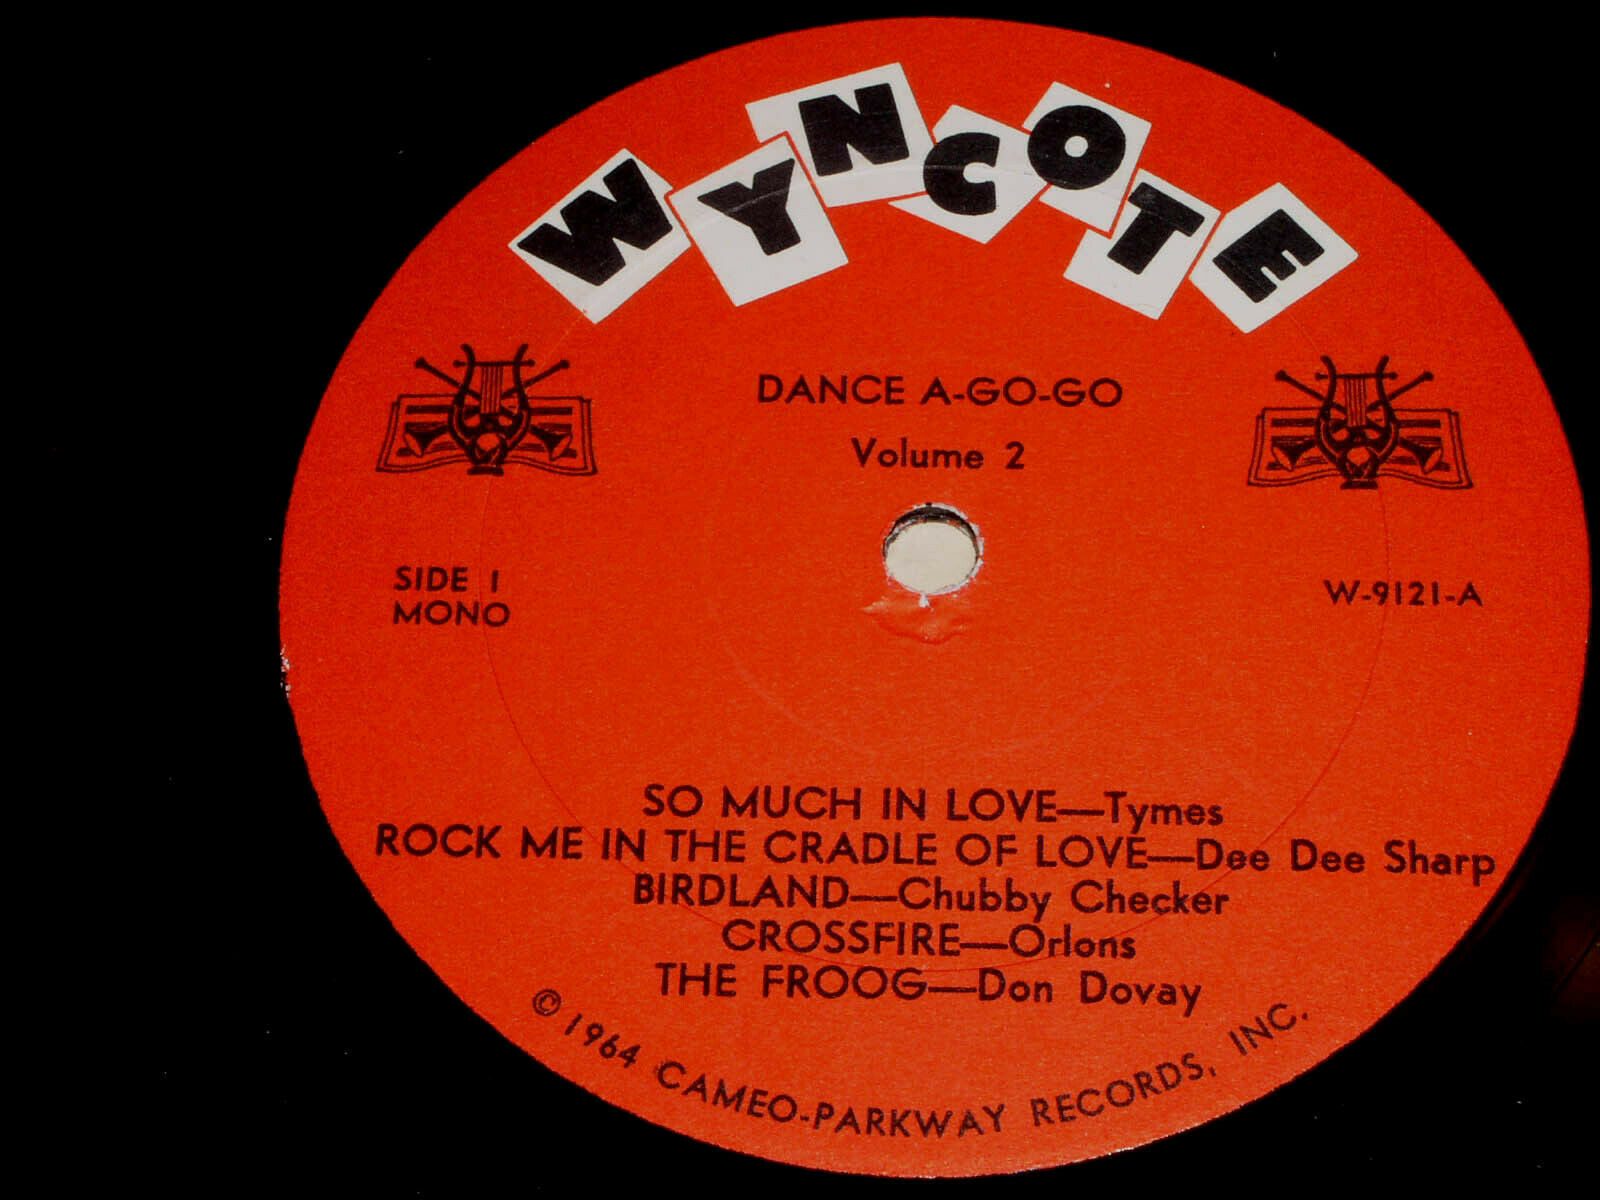 WYNCOTE
DANCE A-GO-GO
Volume 2
SIDE 1
MONO
W-9121-A
SO MUCH IN LOVE—Tymes
ROCK ME IN THE CRADLE OF LOVE—Dee Dee Sharp
BIRDLAND—Chubby Checker
CROSSFIRE—Orlons
THE FROOG—Don Dovay
© 1964 CAMEO-PARKWAY RECORDS, INC.